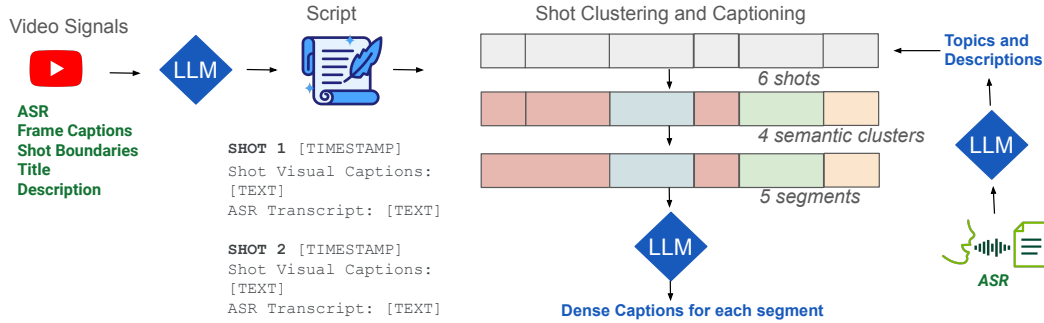 Video Signals
LLM
ASR
Frame Captions
Shot Boundaries
Title
Description
Script
SHOT 1 [TIMESTAMP]
Shot Visual Captions:
[TEXT]
ASR Transcript: [TEXT]
SHOT 2 [TIMESTAMP]
Shot Visual Captions:
[TEXT]
ASR Transcript: [TEXT]
Shot Clustering and Captioning
6 shots
4 semantic clusters
5 segments
LLM
Dense Captions for each segment
Topics and
Descriptions
LLM
ASR